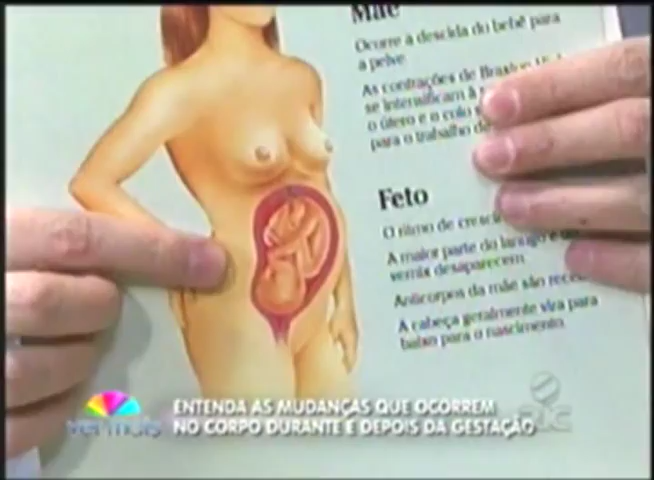 Mãe
Ocorre a descida do bebê para
a pelve
As contrações de Braxton
se intensificam à
o útero e o colo
para o trabalho de
Feto
O ritmo de
A maior parte do lanugo e do
vernix desaparecem
Anticorpos da mãe são
A cabeça geralmente vira para
baixo para o nascimento
ver mais
ENTENDA AS MUDANÇAS QUE OCORREM
NO CORPO DURANTE E DEPOIS DA GESTAÇÃO
RIC